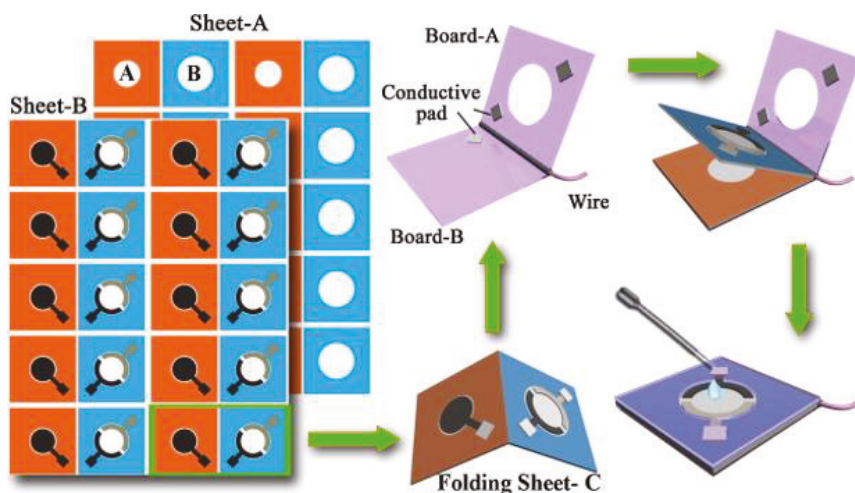 Sheet-A
A
B
Sheet-B
Board-A
Conductive
pad
Wire
Board-B
Folding Sheet- C